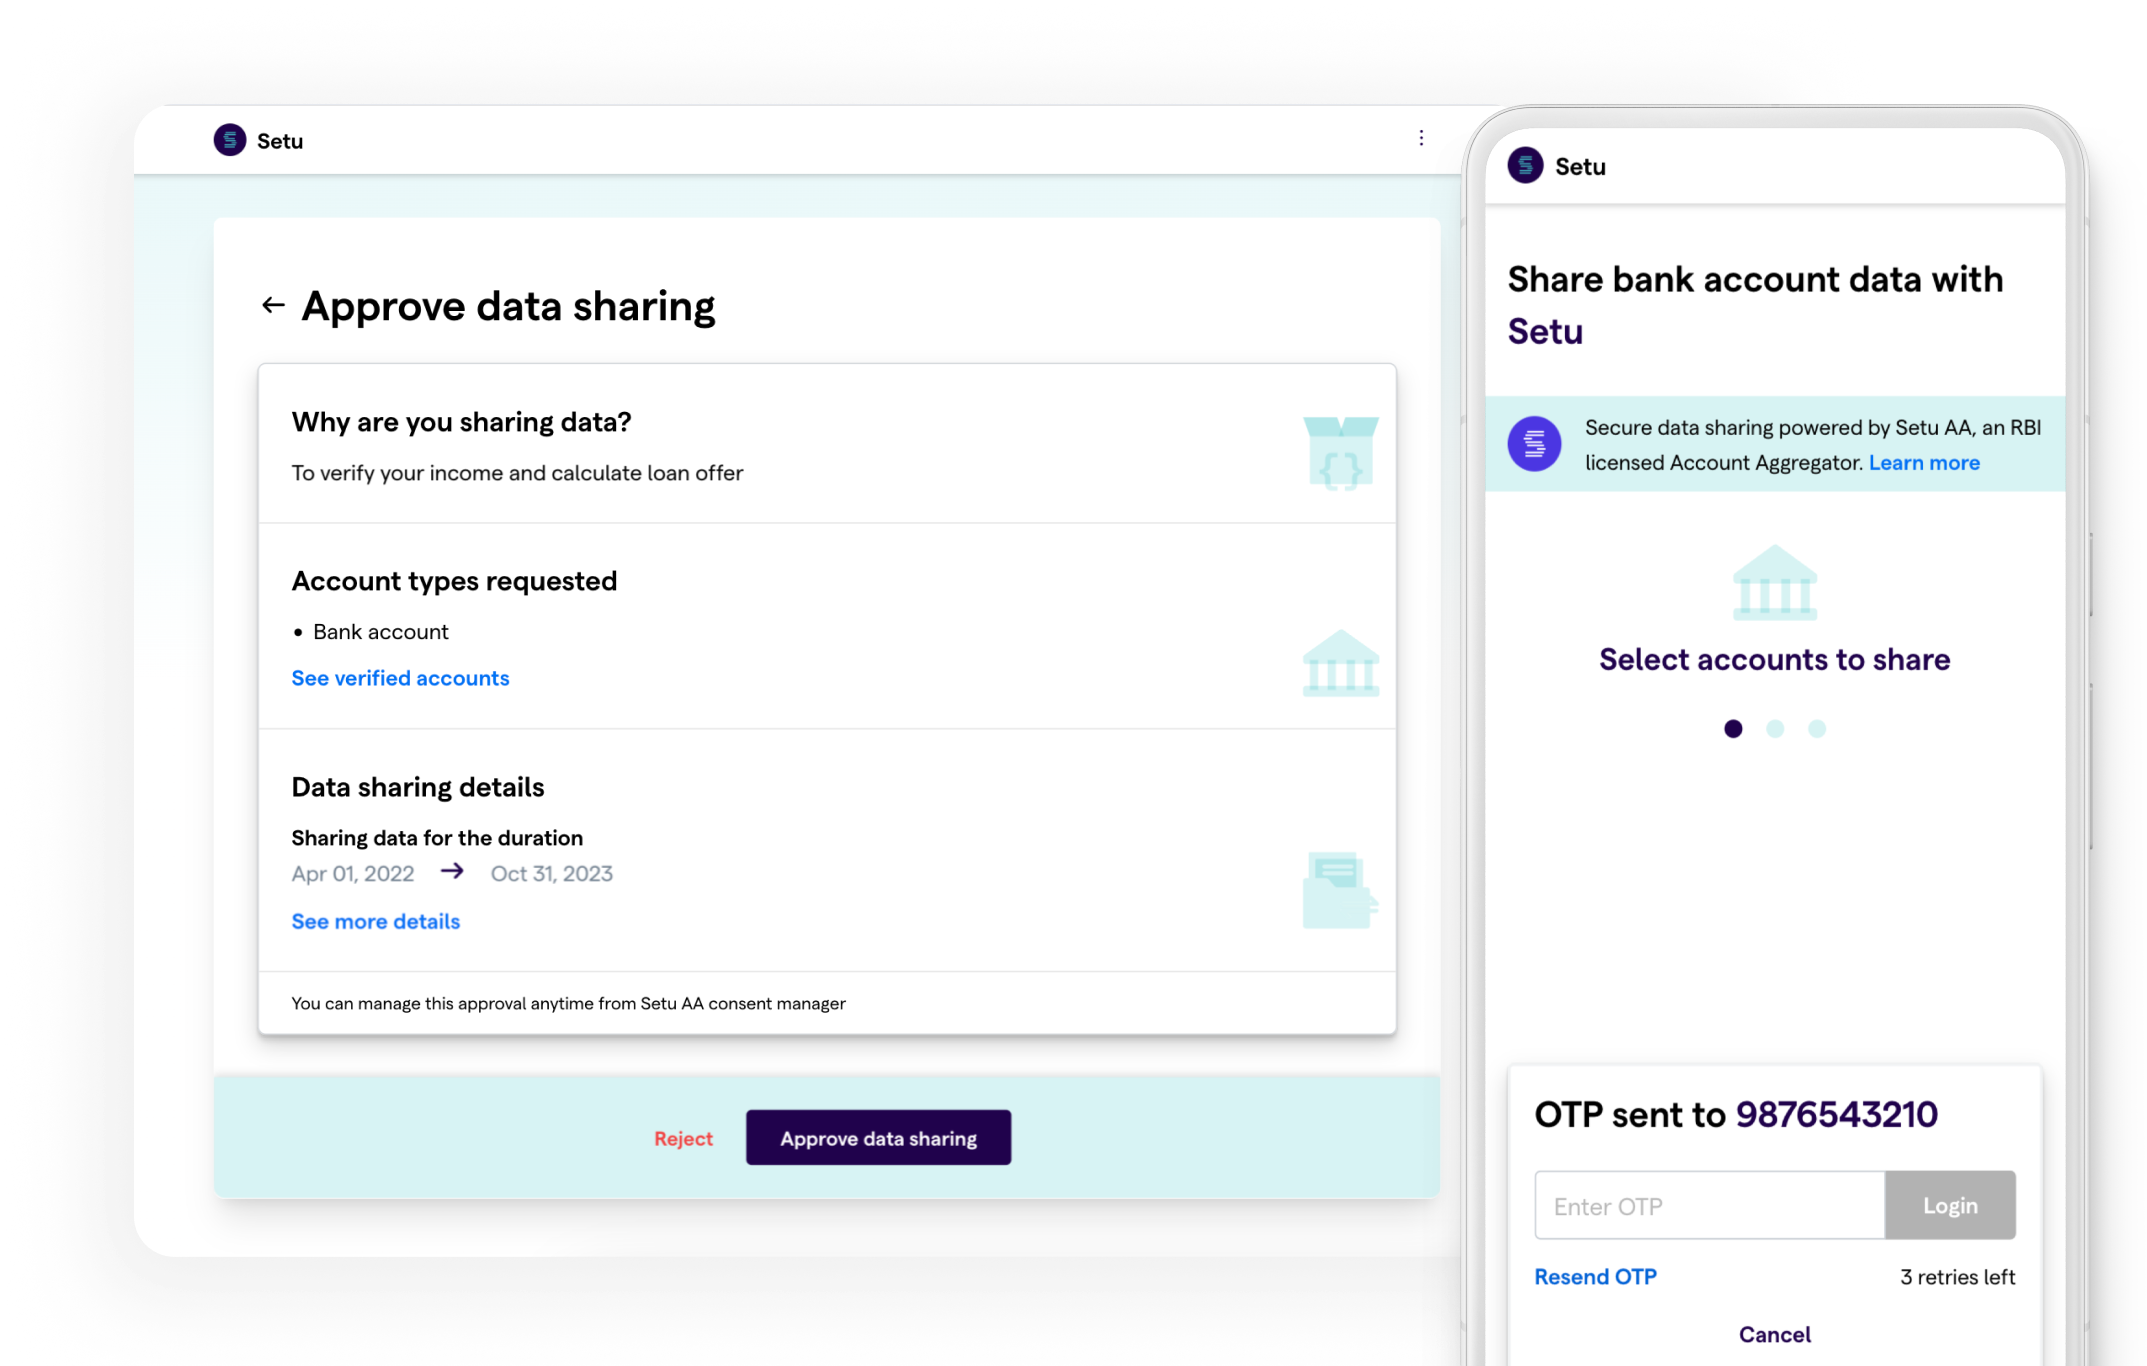 Setu
Approve data sharing
Why are you sharing data?
To verify your income and calculate loan offer
Account types requested
• Bank account
See verified accounts
Data sharing details
Sharing data for the duration
Apr 01, 2022 → Oct 31, 2023
See more details
You can manage this approval anytime from Setu AA consent manager
Reject Approve data sharing
Setu
Share bank account data with
Setu
Secure data sharing powered by Setu AA, an RBI
licensed Account Aggregator. Learn more
Select accounts to share
OTP sent to 9876543210
Enter OTP Login
Resend OTP 3 retries left
Cancel